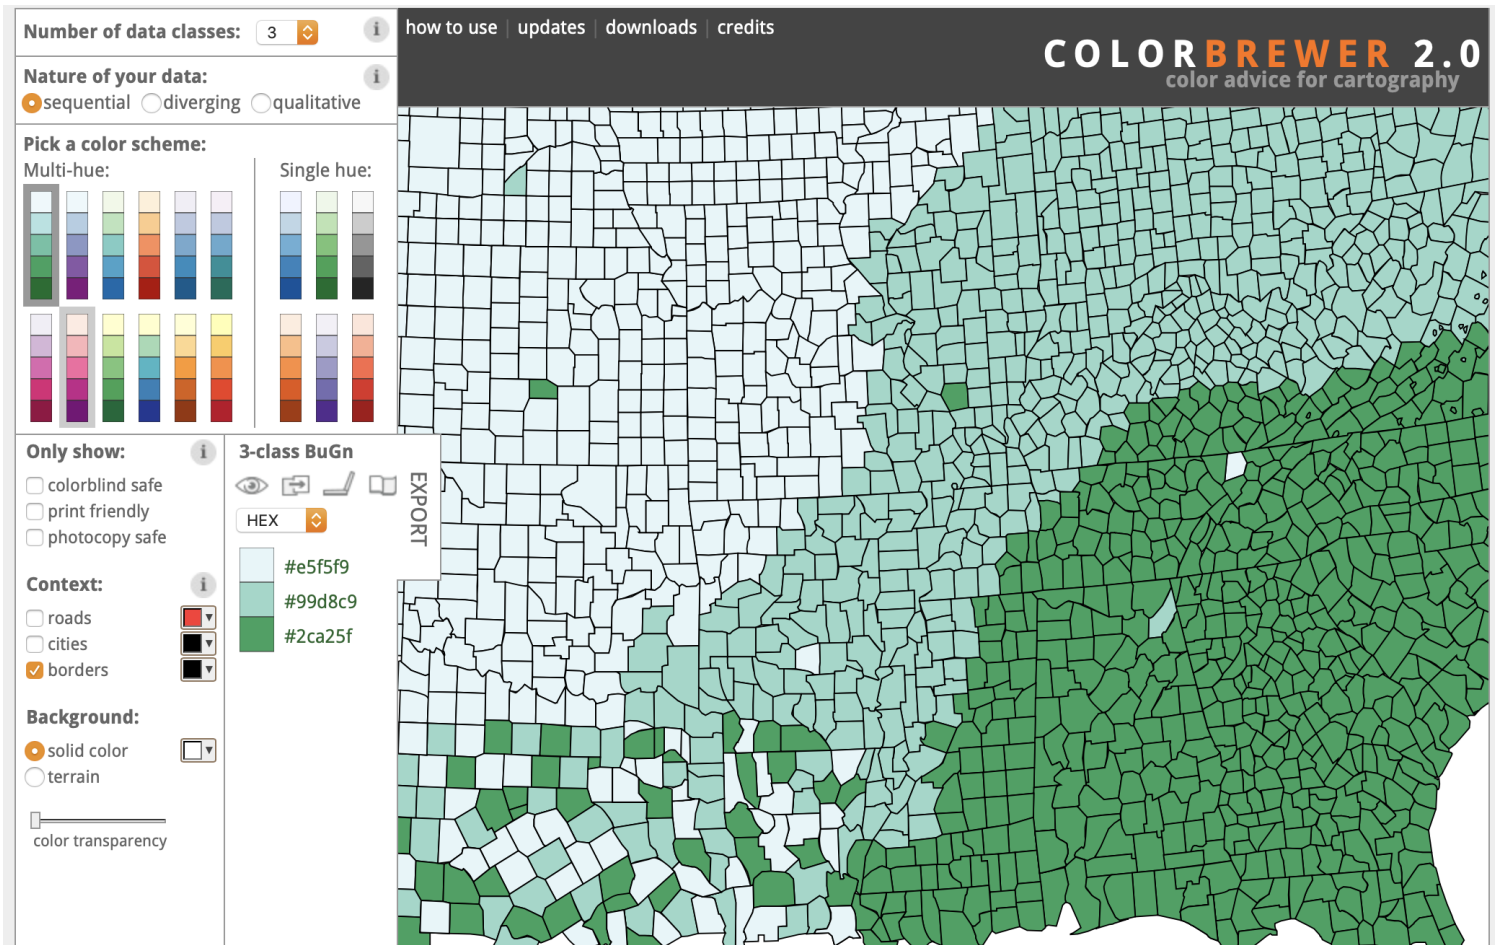 Number of data classes: 3 i
how to use | updates | downloads | credits
COLORBREWER 2.0
color advice for cartography
Nature of your data: i
sequential diverging qualitative
Pick a color scheme:
Multi-hue: Single hue:
Only show: i
colorblind safe
print friendly
photocopy safe
Context: i
roads
cities
borders
Background:
solid color
terrain
color transparency
3-class BuGn
EXPORT
HEX
#e5f5f9
#99d8c9
#2ca25f